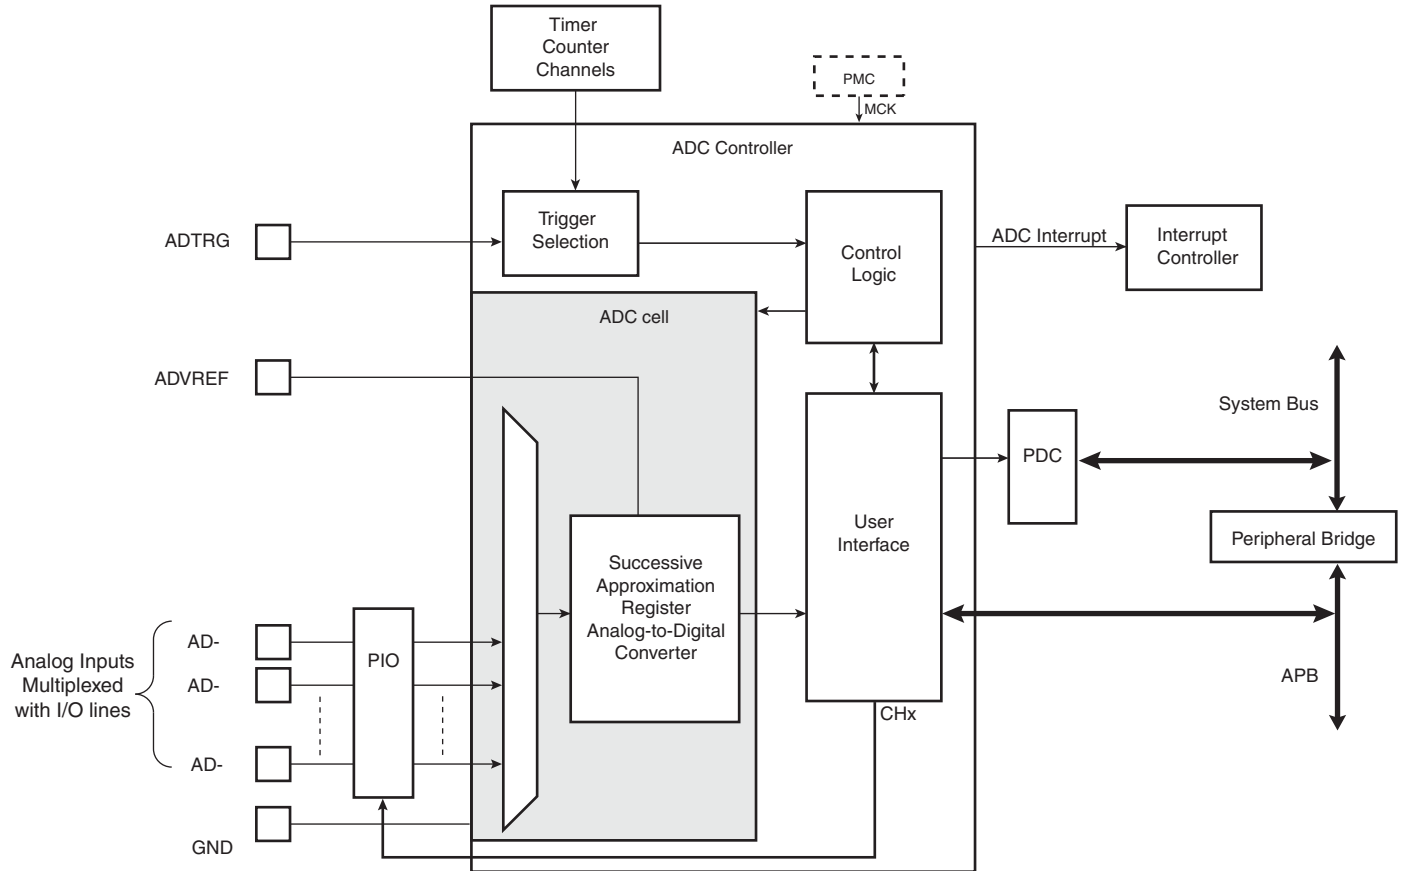 Timer
Counter
Channels
PMC
MCK
ADC Controller
ADTRG
Trigger
Selection
Control
Logic
ADC Interrupt
Interrupt
Controller
ADC cell
ADVREF
System Bus
PDC
User
Interface
Peripheral Bridge
Successive
Approximation
Register
Analog-to-Digital
Converter
Analog Inputs
Multiplexed
with I/O lines
AD-
AD-
AD-
PIO
APB
CHx
GND